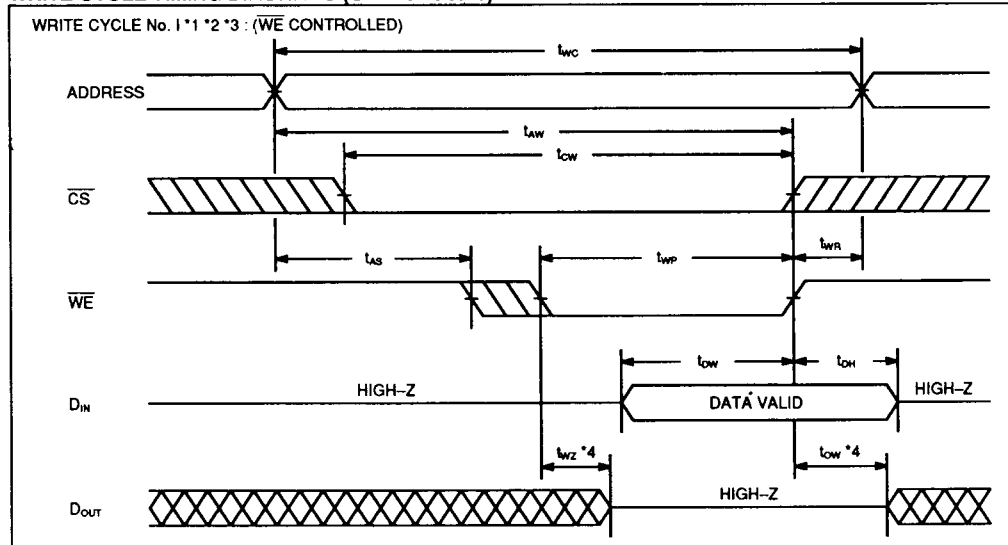 WRITE CYCLE No. I *1 *2 *3 : (WE CONTROLLED)
tWC
ADDRESS
tAW
tCW
CS
tAS
tWP
tWR
WE
tDW
tDH
HIGH–Z
DATA VALID
HIGH–Z
DIN
tWZ *4
tOW *4
HIGH–Z
DOUT